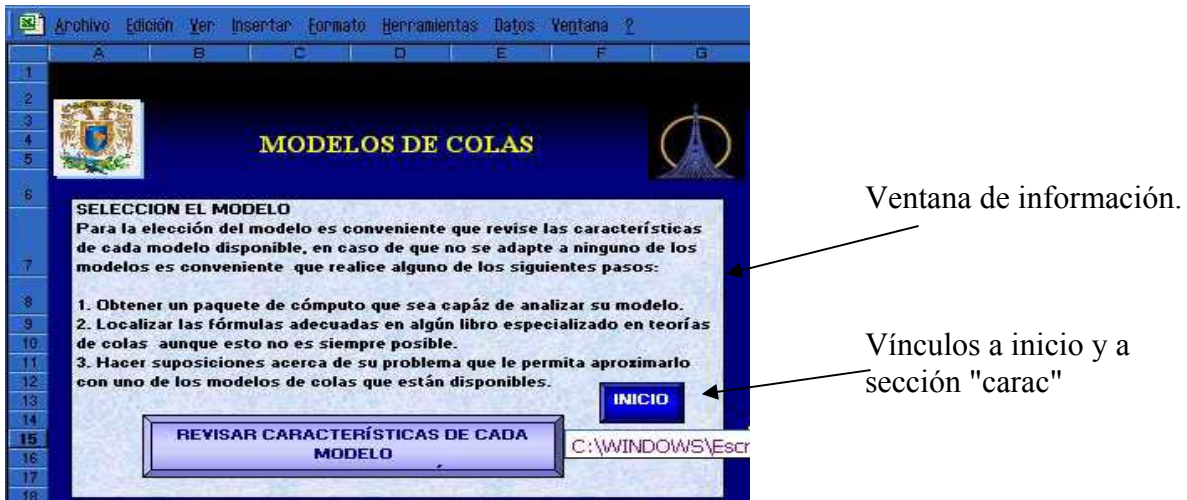 Archivo Edición Ver Insertar Formato Herramientas Datos Ventana ?
A B C D E F G
1
2
3
4
5
6
7
8
9
10
11
12
13
14
15
16
17
18
MODELOS DE COLAS
SELECCION EL MODELO
Para la elección del modelo es conveniente que revise las características
de cada modelo disponible, en caso de que no se adapte a ninguno de los
modelos es conveniente que realice alguno de los siguientes pasos:
1. Obtener un paquete de cómputo que sea capáz de analizar su modelo.
2. Localizar las fórmulas adecuadas en algún libro especializado en teorías
de colas aunque esto no es siempre posible.
3. Hacer suposiciones acerca de su problema que le permita aproximarlo
con uno de los modelos de colas que están disponibles.
INICIO
REVISAR CARACTERÍSTICAS DE CADA
MODELO
C:\WINDOWS\Escr
Ventana de información.
Vínculos a inicio y a
sección "carac"